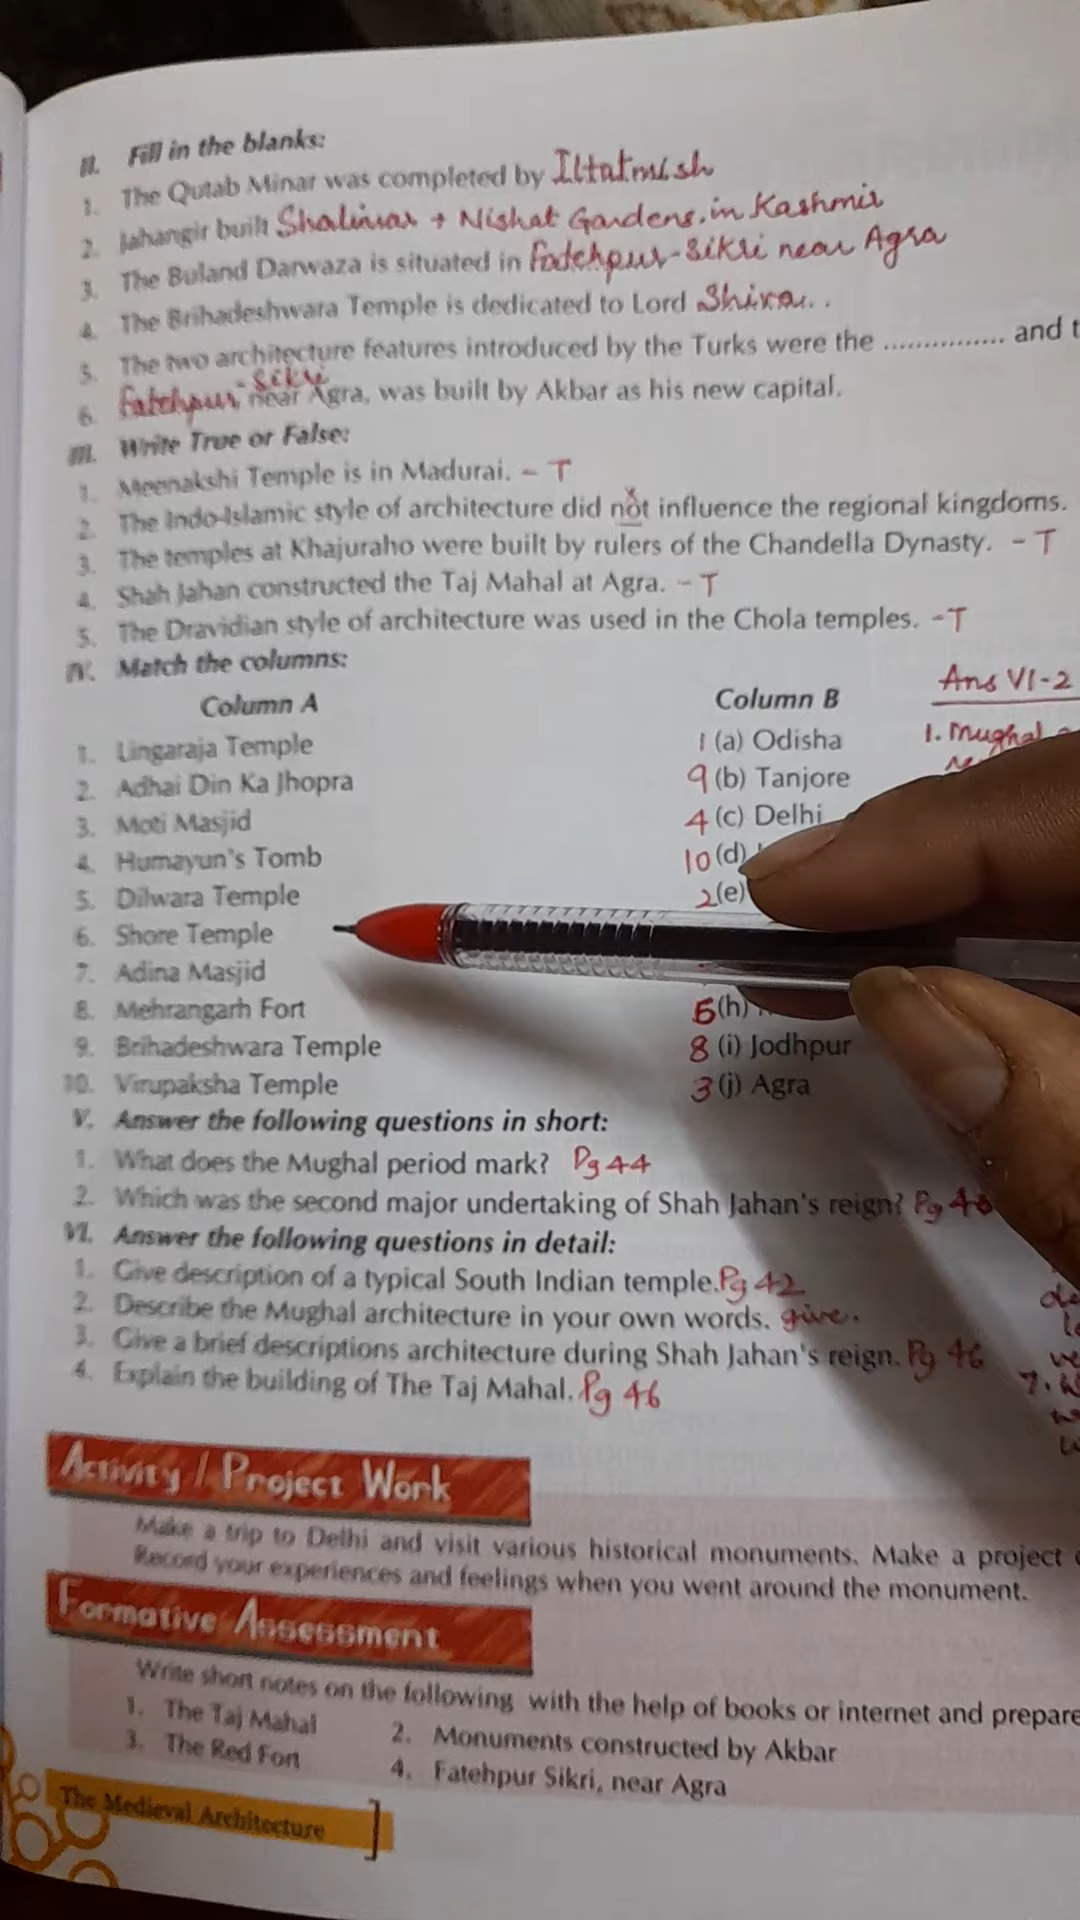 II. Fill in the blanks:
1. The Qutab Minar was completed by Iltutmish
2. Jahangir built Shalimar + Nishat Gardens. in Kashmir
3. The Buland Darwaza is situated in Fatehpur-Sikri near Agra
4. The Brihadeshwara Temple is dedicated to Lord Shiva..
5. The two architecture features introduced by the Turks were the ............... and t
6. Fatehpur-Sikri, near Agra, was built by Akbar as his new capital.
III. Write True or False:
1. Meenakshi Temple is in Madurai. - T
2. The Indo-Islamic style of architecture did not influence the regional kingdoms.
3. The temples at Khajuraho were built by rulers of the Chandella Dynasty. - T
4. Shah Jahan constructed the Taj Mahal at Agra. - T
5. The Dravidian style of architecture was used in the Chola temples. - T
IV. Match the columns:
Ans VI-2
Column A Column B
1. Mughal
1. Lingaraja Temple 1 (a) Odisha
2. Adhai Din Ka Jhopra 9 (b) Tanjore
3. Moti Masjid 4 (c) Delhi
4. Humayun's Tomb 10 (d)
5. Dilwara Temple 2 (e)
6. Shore Temple
7. Adina Masjid
8. Mehrangarh Fort 5 (h)
9. Brihadeshwara Temple 8 (i) Jodhpur
10. Virupaksha Temple 3 (j) Agra
V. Answer the following questions in short:
1. What does the Mughal period mark? Pg 44
2. Which was the second major undertaking of Shah Jahan's reign? Pg
VI. Answer the following questions in detail:
1. Give description of a typical South Indian temple. Pg 42
2. Describe the Mughal architecture in your own words. give.
3. Give a brief descriptions architecture during Shah Jahan's reign. Pg 46
4. Explain the building of The Taj Mahal. Pg 46
7.
Activity / Project Work
Make a trip to Delhi and visit various historical monuments. Make a project
Record your experiences and feelings when you went around the monument.
Formative Assessment
Write short notes on the following with the help of books or internet and prepare
1. The Taj Mahal 2. Monuments constructed by Akbar
3. The Red Fort 4. Fatehpur Sikri, near Agra
The Medieval Architecture